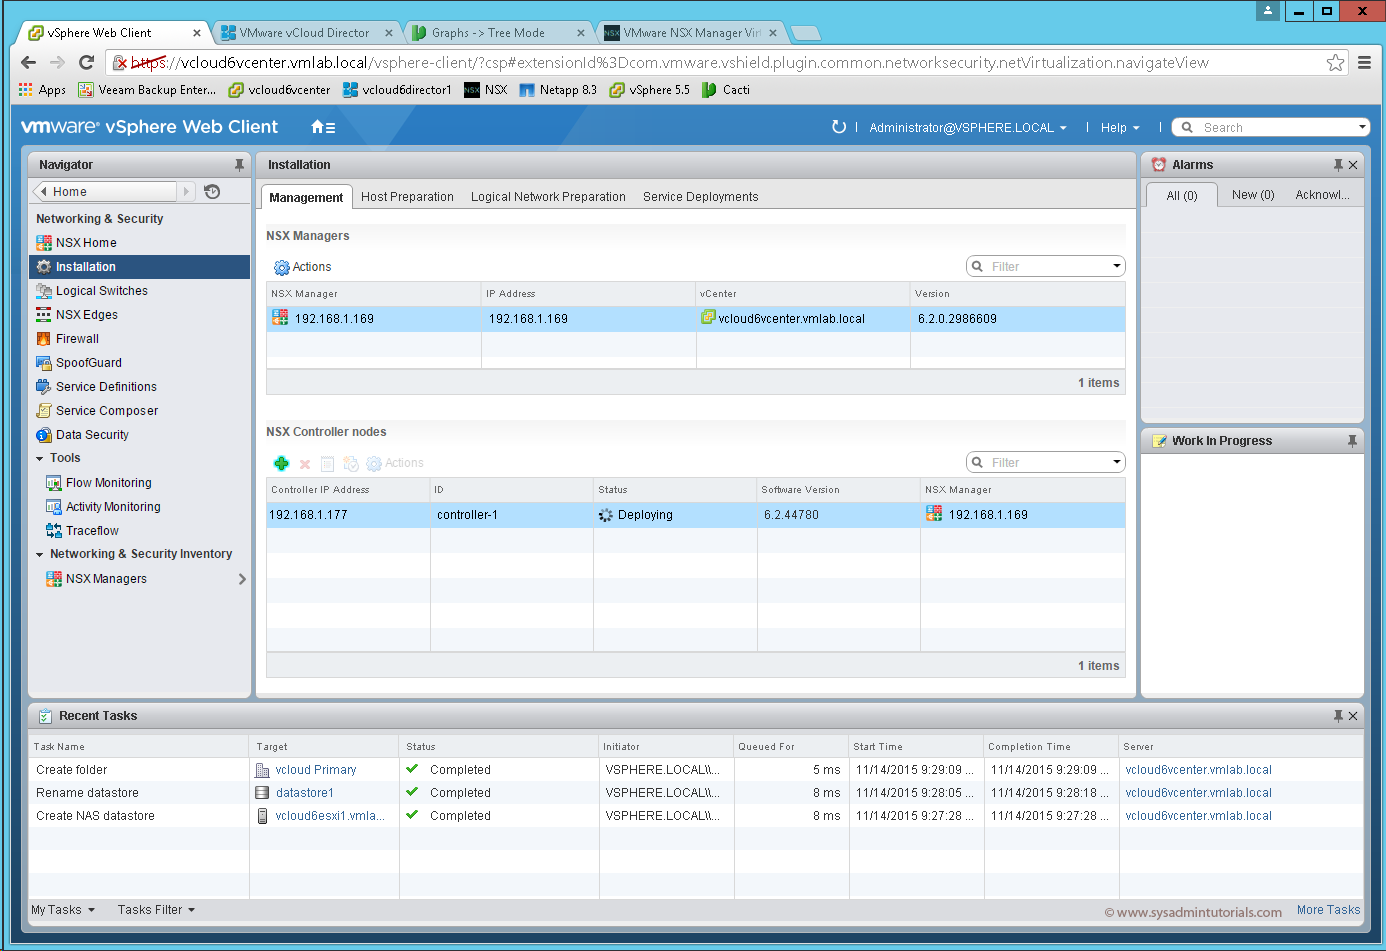 vSphere Web Client
VMware vCloud Director
Graphs -> Tree Mode
VMware NSX Manager Virt
https://vcloud6vcenter.vmlab.local/vsphere-client/?csp#extensionId%3Dcom.vmware.vshield.plugin.common.networksecurity.netVirtualization.navigateView
Apps Veeam Backup Enter... vcloud6vcenter vcloud6director1 NSX Netapp 8.3 vSphere 5.5 Cacti
vmware® vSphere Web Client
Administrator@VSPHERE.LOCAL Help Search
Navigator
Home
Networking & Security
NSX Home
Installation
Logical Switches
NSX Edges
Firewall
SpoofGuard
Service Definitions
Service Composer
Data Security
Tools
Flow Monitoring
Activity Monitoring
Traceflow
Networking & Security Inventory
NSX Managers
Installation
Management Host Preparation Logical Network Preparation Service Deployments
NSX Managers
Actions Filter
NSX Manager IP Address vCenter Version
192.168.1.169 192.168.1.169 vcloud6vcenter.vmlab.local 6.2.0.2986609
1 items
NSX Controller nodes
Actions Filter
Controller IP Address ID Status Software Version NSX Manager
192.168.1.177 controller-1 Deploying 6.2.44780 192.168.1.169
1 items
Alarms
All (0) New (0) Acknowl...
Work In Progress
Recent Tasks
Task Name Target Status Initiator Queued For Start Time Completion Time Server
Create folder vcloud Primary Completed VSPHERE.LOCAL\\... 5 ms 11/14/2015 9:29:09 ... 11/14/2015 9:29:09 ... vcloud6vcenter.vmlab.local
Rename datastore datastore1 Completed VSPHERE.LOCAL\\... 8 ms 11/14/2015 9:28:05 ... 11/14/2015 9:28:18 ... vcloud6vcenter.vmlab.local
Create NAS datastore vcloud6esxi1.vmla... Completed VSPHERE.LOCAL\\... 8 ms 11/14/2015 9:27:28 ... 11/14/2015 9:27:28 ... vcloud6vcenter.vmlab.local
My Tasks Tasks Filter More Tasks
© www.sysadmintutorials.com